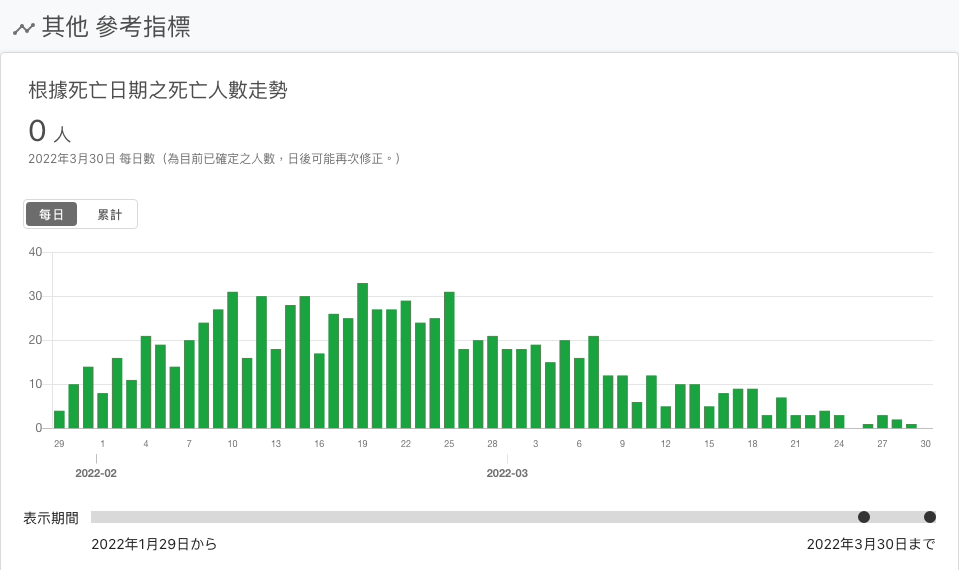 其他 參考指標
根據死亡日期之死亡人數走勢
0 人
2022年3月30日 每日數（為目前已確定之人數，日後可能再次修正。）
每日 累計
40
30
20
10
0
29 1 4 7 10 13 16 19 22 25 28 3 6 9 12 15 18 21 24 27 30
2022-02 2022-03
表示期間
2022年1月29日から 2022年3月30日まで